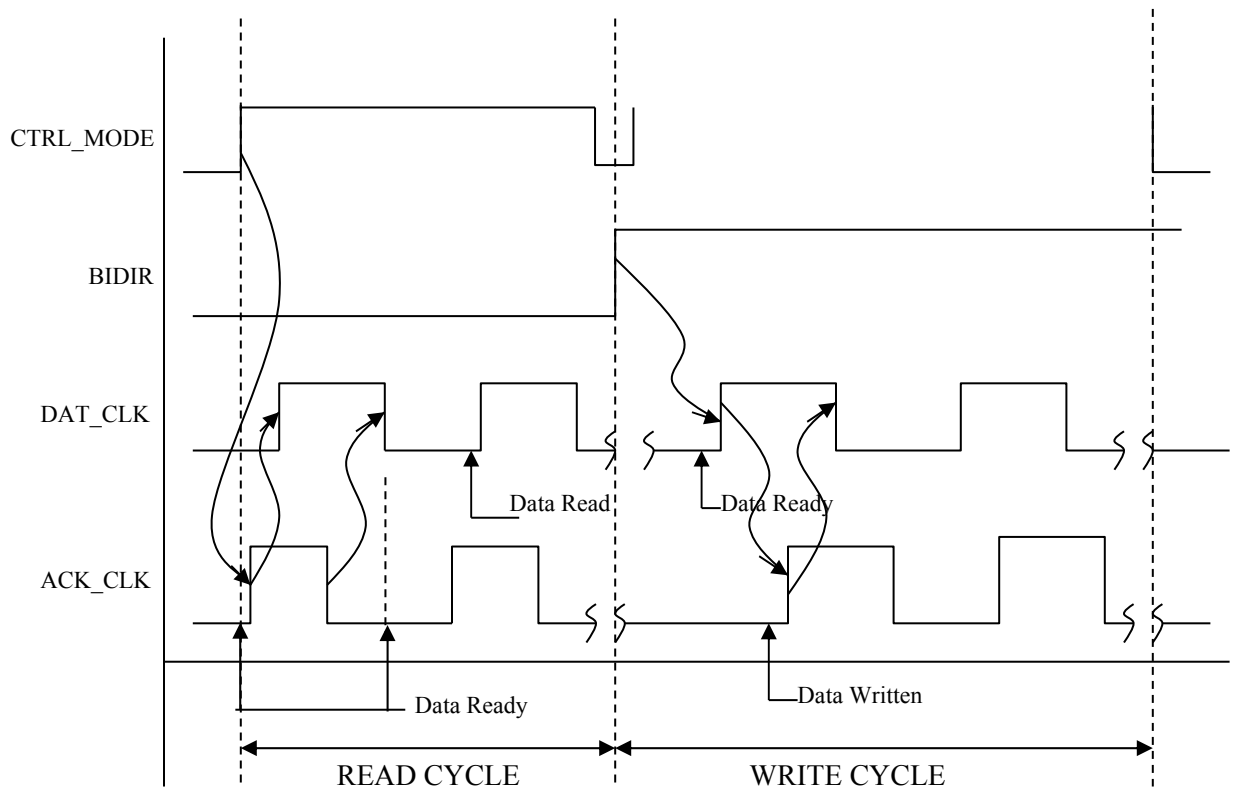 CTRL_MODE
BIDIR
DAT_CLK
Data Read
Data Ready
ACK_CLK
Data Ready
Data Written
READ CYCLE
WRITE CYCLE